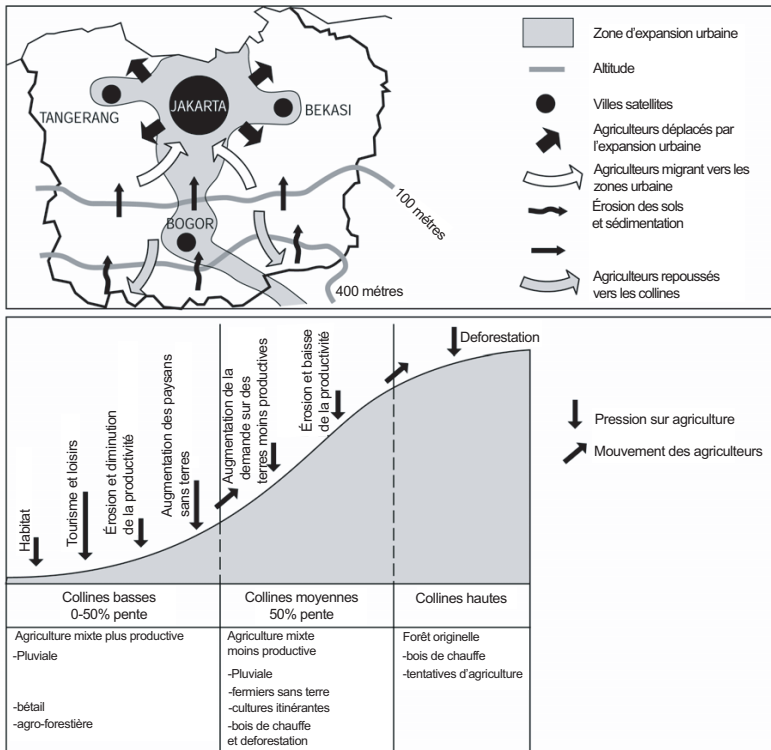 JAKARTA
TANGERANG
BEKASI
BOGOR
100 métres
400 métres
Zone d'expansion urbaine
Altitude
Villes satellites
Agriculteurs déplacés par
l'expansion urbaine
Agriculteurs migrant vers les
zones urbaine
Érosion des sols
et sédimentation
Agriculteurs repoussés
vers les collines
Habitat
Tourisme et loisirs
Érosion et diminution
de la productivité
Augmentation des paysans
sans terres
Augmentation de la
demande sur des
terres moins productives
Érosion et baisse
de la productivité
Deforestation
Pression sur agriculture
Mouvement des agriculteurs
Collines basses
0-50% pente
Collines moyennes
50% pente
Collines hautes
Agriculture mixte plus productive
-Pluviale
-bétail
-agro-forestière
Agriculture mixte
moins productive
-Pluviale
-fermiers sans terre
-cultures itinérantes
-bois de chauffe
et deforestation
Forêt originelle
-bois de chauffe
-tentatives d'agriculture